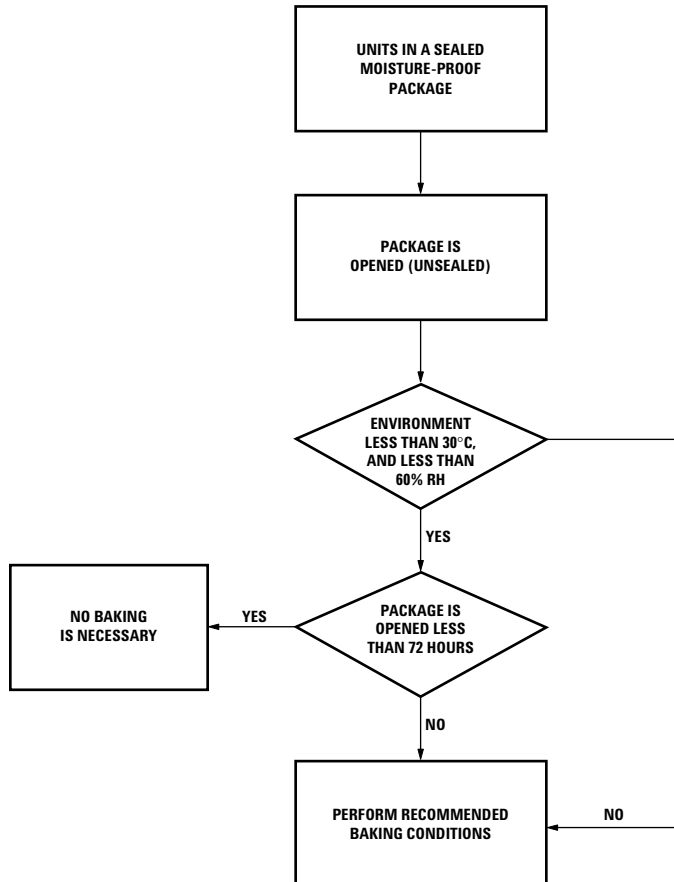 UNITS IN A SEALED
MOISTURE-PROOF
PACKAGE
PACKAGE IS
OPENED (UNSEALED)
ENVIRONMENT
LESS THAN 30°C,
AND LESS THAN
60% RH
YES
NO BAKING
IS NECESSARY
YES
PACKAGE IS
OPENED LESS
THAN 72 HOURS
NO
PERFORM RECOMMENDED
BAKING CONDITIONS
NO